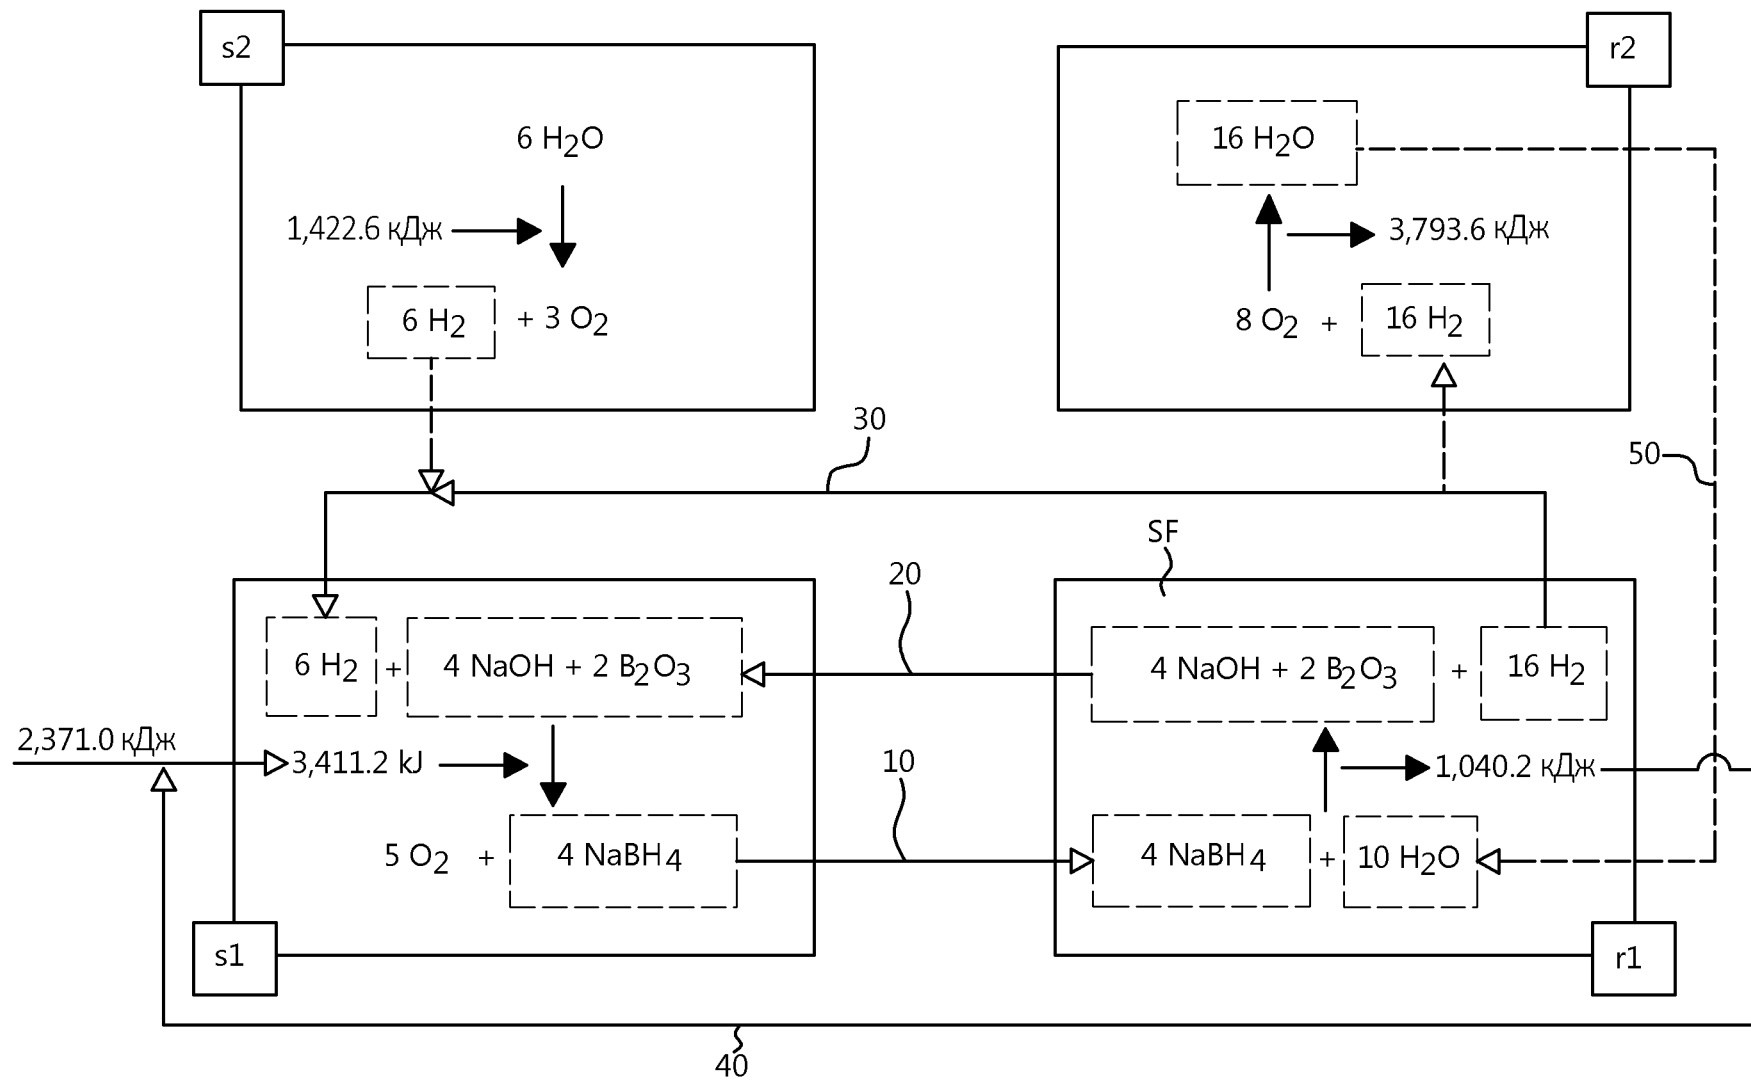 s2
r2
6 H2O
16 H2O
1,422.6 кДж
3,793.6 кДж
6 H2 + 3 O2
8 O2 + 16 H2
30
50
SF
20
6 H2 + 4 NaOH + 2 B2O3
4 NaOH + 2 B2O3 + 16 H2
2,371.0 кДж
3,411.2 kJ
10
1,040.2 кДж
5 O2 + 4 NaBH4
4 NaBH4 + 10 H2O
s1
r1
40